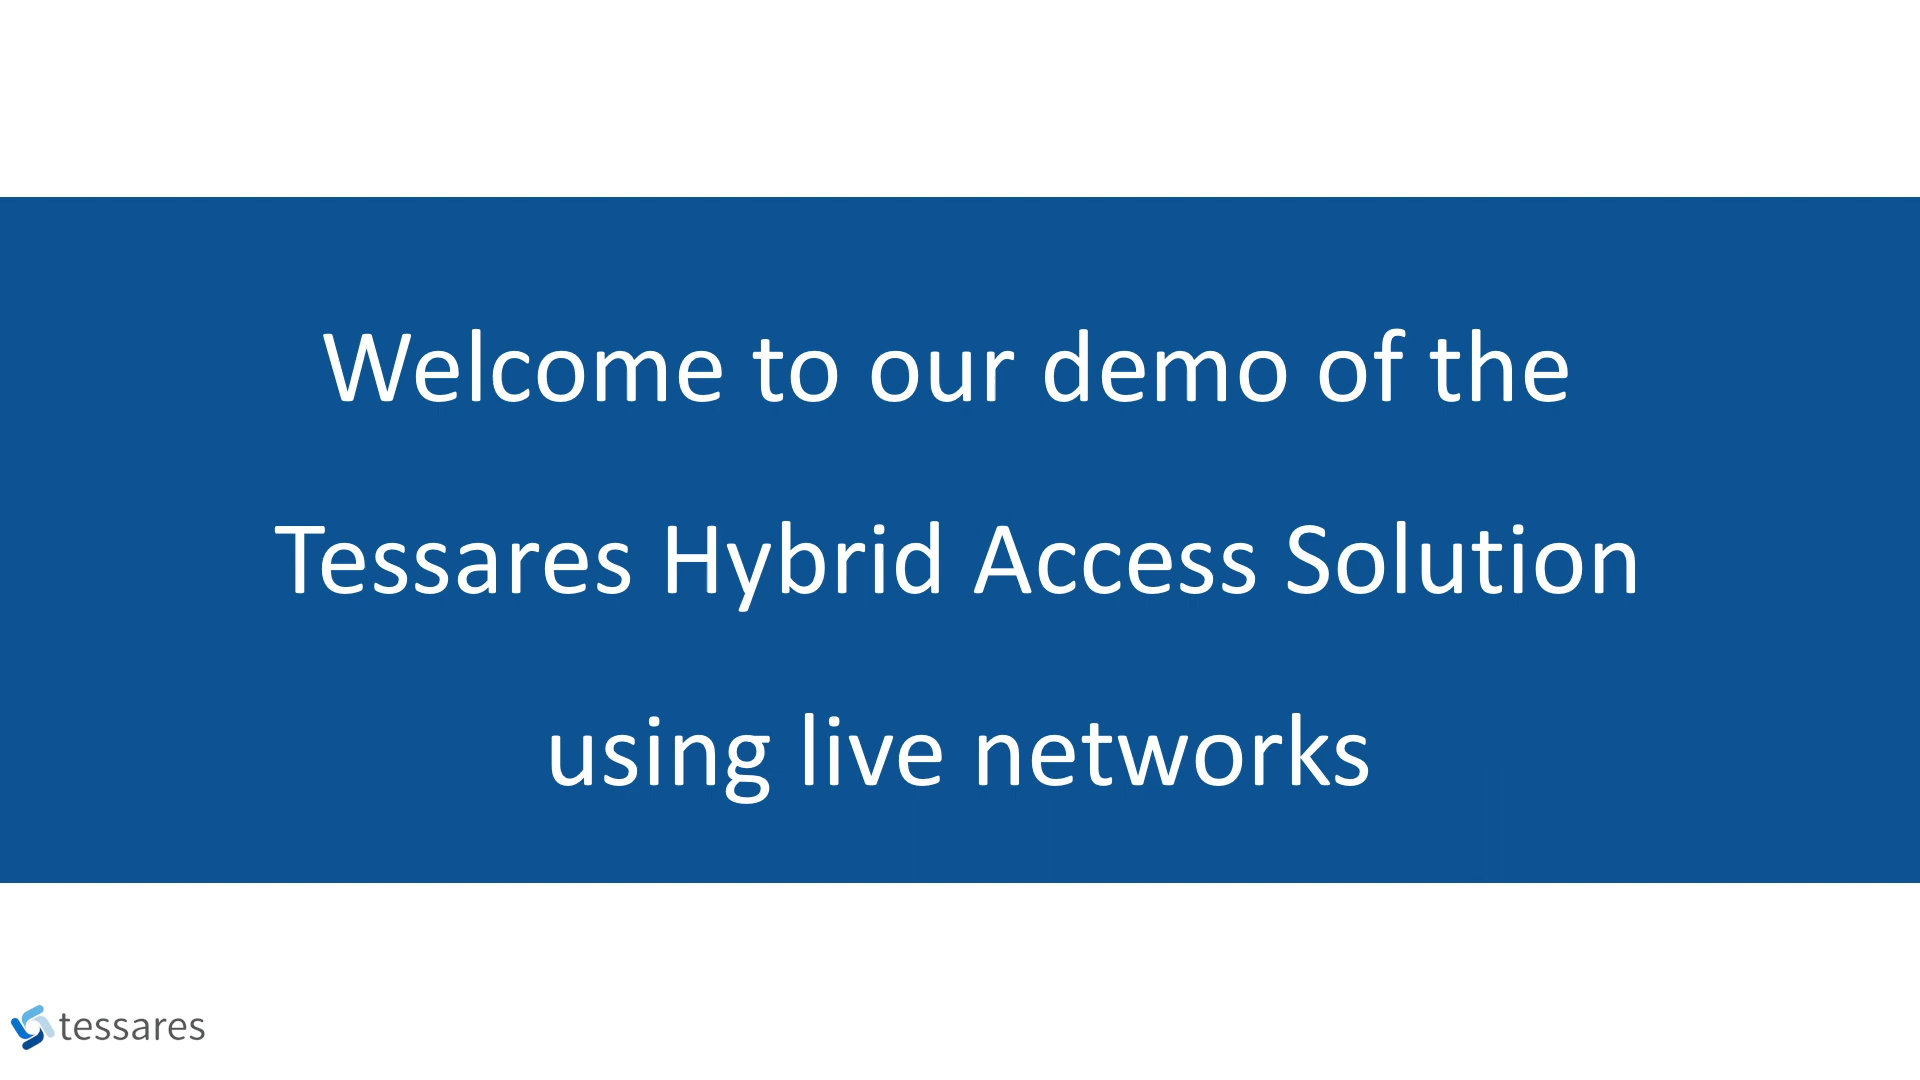 Welcome to our demo of the
Tessares Hybrid Access Solution
using live networks
tessares